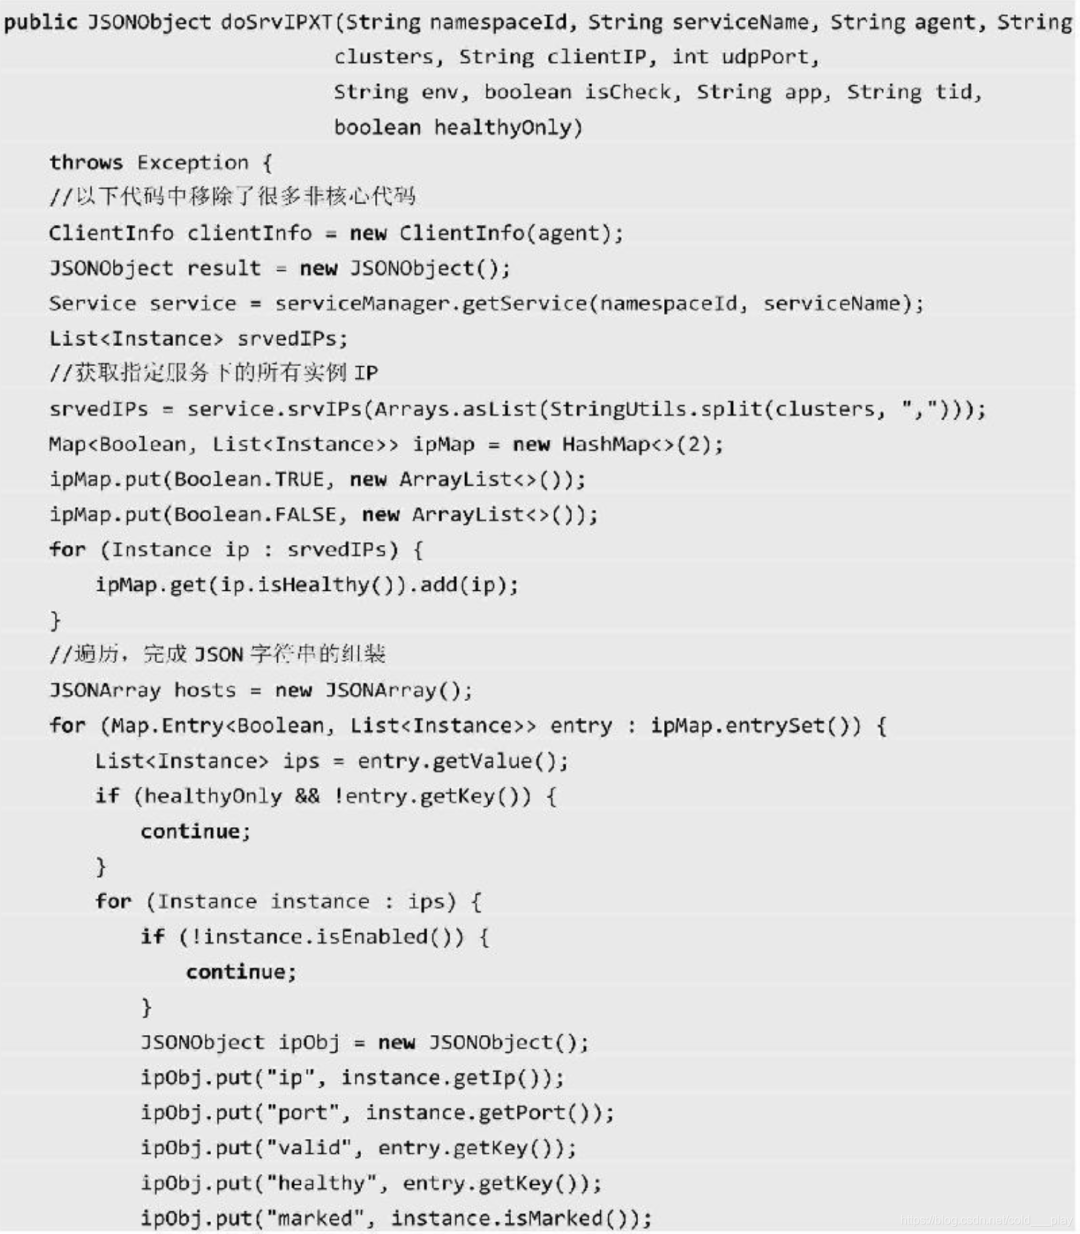 public JSONObject doSrvIPXT(String namespaceId, String serviceName, String agent, String
clusters, String clientIP, int udpPort,
String env, boolean isCheck, String app, String tid,
boolean healthyOnly)
throws Exception {
//以下代码中移除了很多非核心代码
ClientInfo clientInfo = new ClientInfo(agent);
JSONObject result = new JSONObject();
Service service = serviceManager.getService(namespaceId, serviceName);
List<Instance> srvedIPs;
//获取指定服务下的所有实例 IP
srvedIPs = service.srvIPs(Arrays.asList(StringUtils.split(clusters, ",")));
Map<Boolean, List<Instance>> ipMap = new HashMap<>(2);
ipMap.put(Boolean.TRUE, new ArrayList<>());
ipMap.put(Boolean.FALSE, new ArrayList<>());
for (Instance ip : srvedIPs) {
ipMap.get(ip.isHealthy()).add(ip);
}
//遍历，完成 JSON 字符串的组装
JSONArray hosts = new JSONArray();
for (Map.Entry<Boolean, List<Instance>> entry : ipMap.entrySet()) {
List<Instance> ips = entry.getValue();
if (healthyOnly && !entry.getKey()) {
continue;
}
for (Instance instance : ips) {
if (!instance.isEnabled()) {
continue;
}
JSONObject ipObj = new JSONObject();
ipObj.put("ip", instance.getIp());
ipObj.put("port", instance.getPort());
ipObj.put("valid", entry.getKey());
ipObj.put("healthy", entry.getKey());
ipObj.put("marked", instance.isMarked());